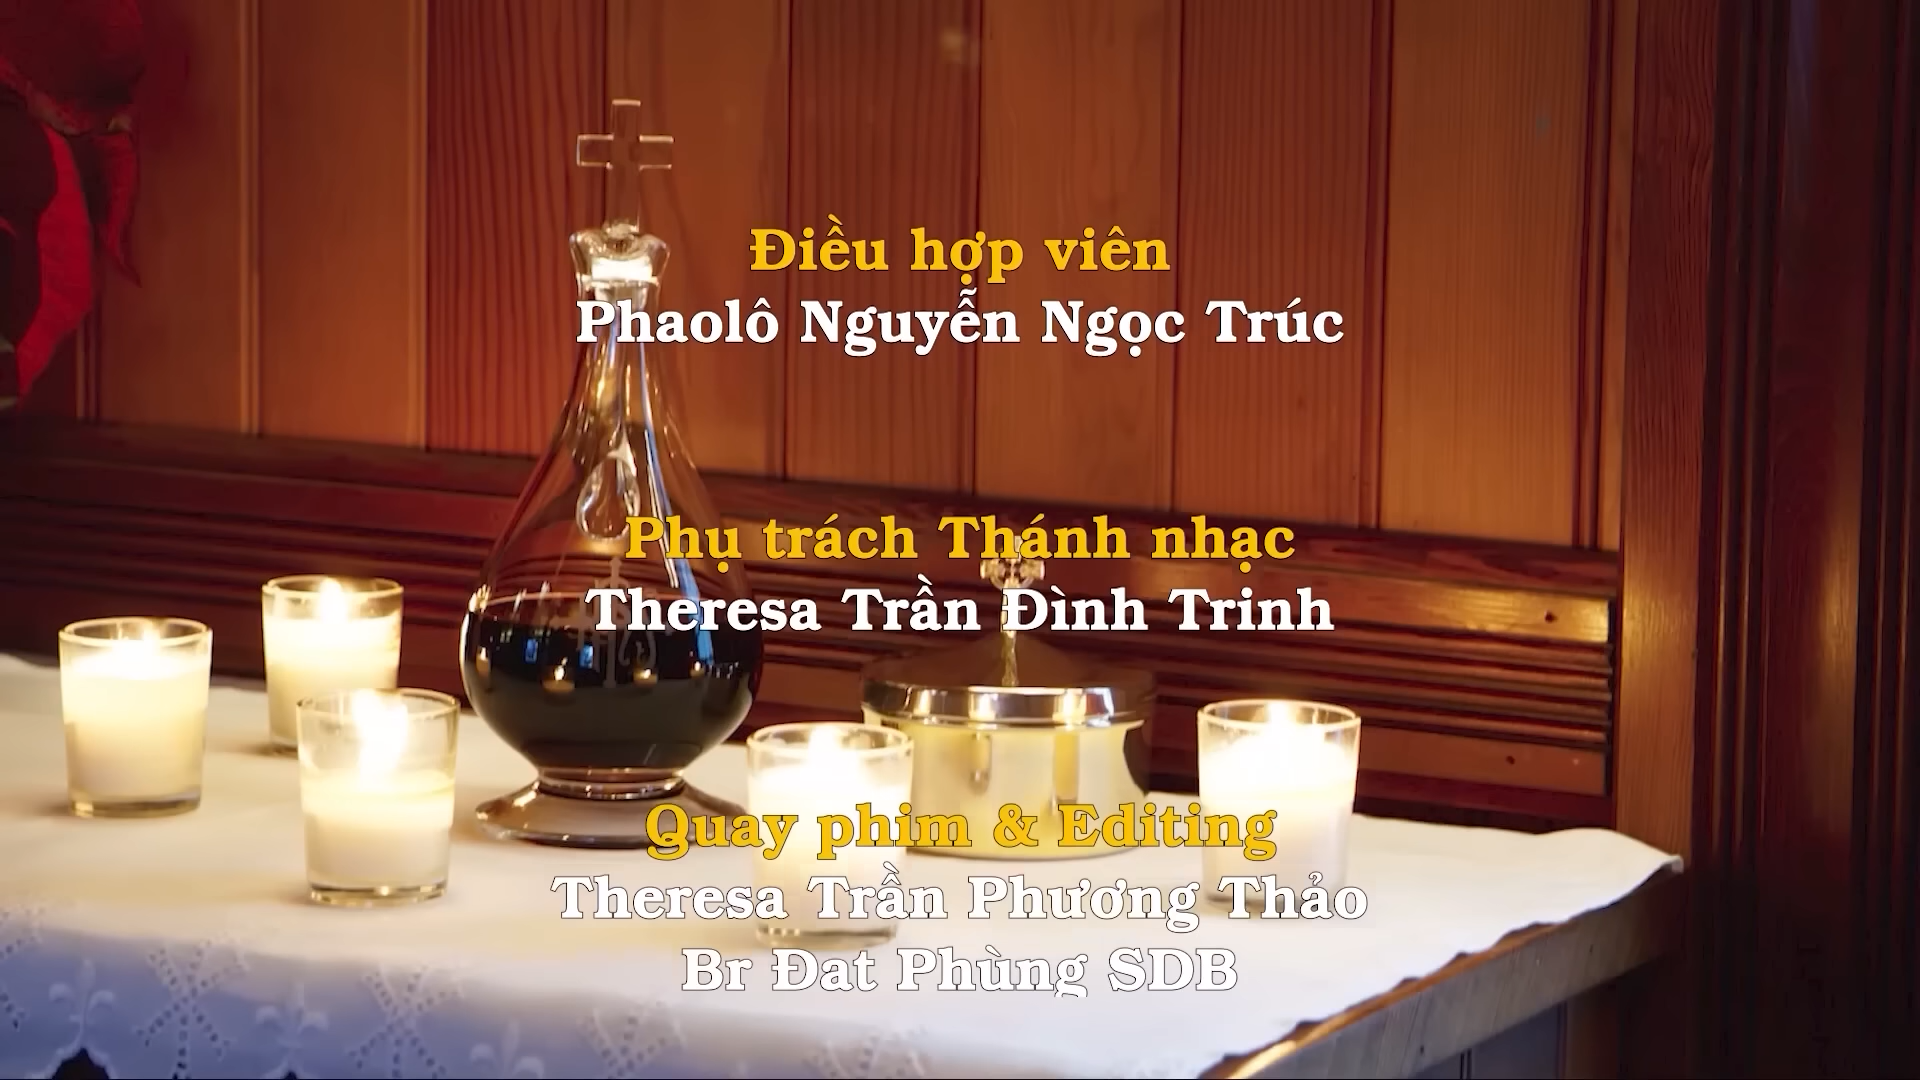 Điều hợp viên
Phaolô Nguyễn Ngọc Trúc
Phụ trách Thánh nhạc
Theresa Trần Đình Trinh
Quay phim & Editing
Theresa Trần Phương Thảo
Br Đat Phùng SDB